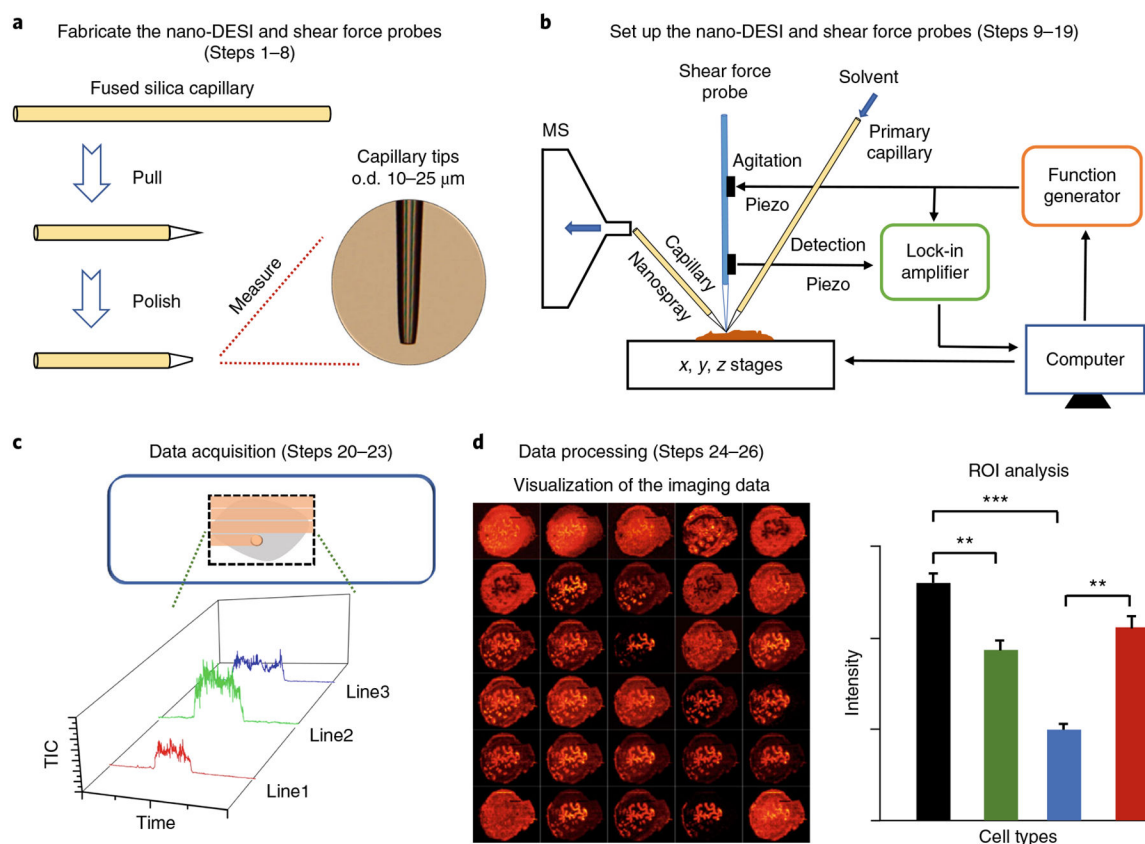 a
Fabricate the nano-DESI and shear force probes
(Steps 1–8)
Fused silica capillary
Pull
Polish
Measure
Capillary tips
o.d. 10–25 μm
b
Set up the nano-DESI and shear force probes (Steps 9–19)
Shear force
probe
Solvent
MS
Primary
capillary
Agitation
Piezo
Function
generator
Capillary
Nanospray
Detection
Piezo
Lock-in
amplifier
x, y, z stages
Computer
c
Data acquisition (Steps 20–23)
TIC
Time
Line3
Line2
Line1
d
Data processing (Steps 24–26)
Visualization of the imaging data
ROI analysis
***
**
**
Intensity
Cell types